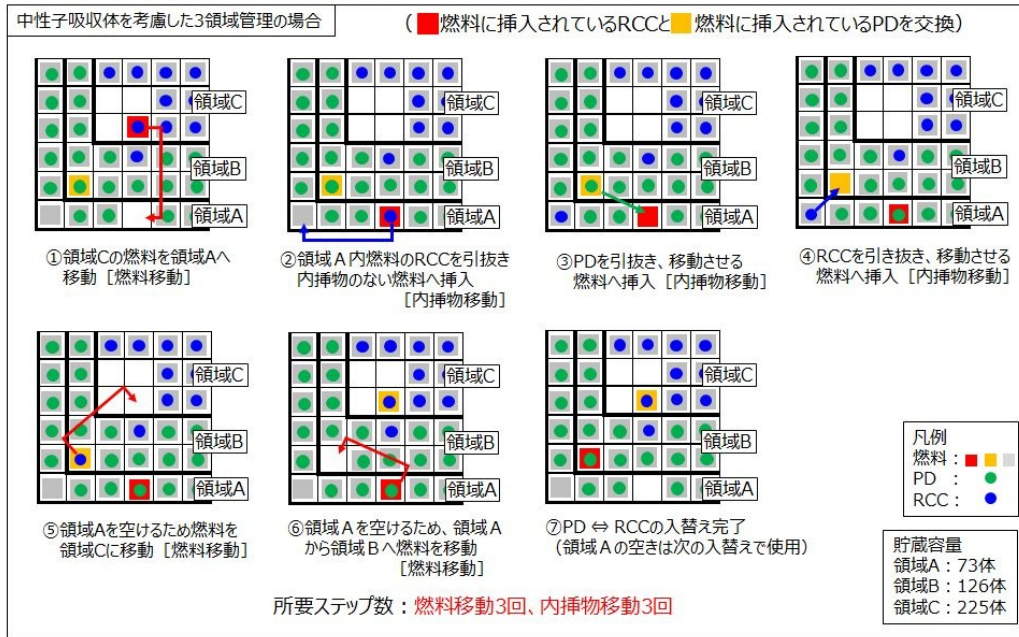 中性子吸収体を考慮した3領域管理の場合
( 燃料に挿入されているRCCと 燃料に挿入されているPDを交換)
領域C
領域B
領域A
①領域Cの燃料を領域Aへ
移動 [燃料移動]
領域C
領域B
領域A
②領域A内燃料のRCCを引抜き
内挿物のない燃料へ挿入
[内挿物移動]
領域C
領域B
領域A
③PDを引抜き、移動させる
燃料へ挿入 [内挿物移動]
領域C
領域B
領域A
④RCCを引き抜き、移動させる
燃料へ挿入 [内挿物移動]
領域C
領域B
領域A
⑤領域Aを空けるため燃料を
領域Cに移動 [燃料移動]
領域C
領域B
領域A
⑥領域Aを空けるため、領域A
から領域Bへ燃料を移動
[燃料移動]
領域C
領域B
領域A
⑦PD ⇔ RCCの入替え完了
(領域Aの空きは次の入替えで使用)
凡例
燃料:
PD :
RCC:
貯蔵容量
領域A:73体
領域B:126体
領域C:225体
所要ステップ数:燃料移動3回、内挿物移動3回